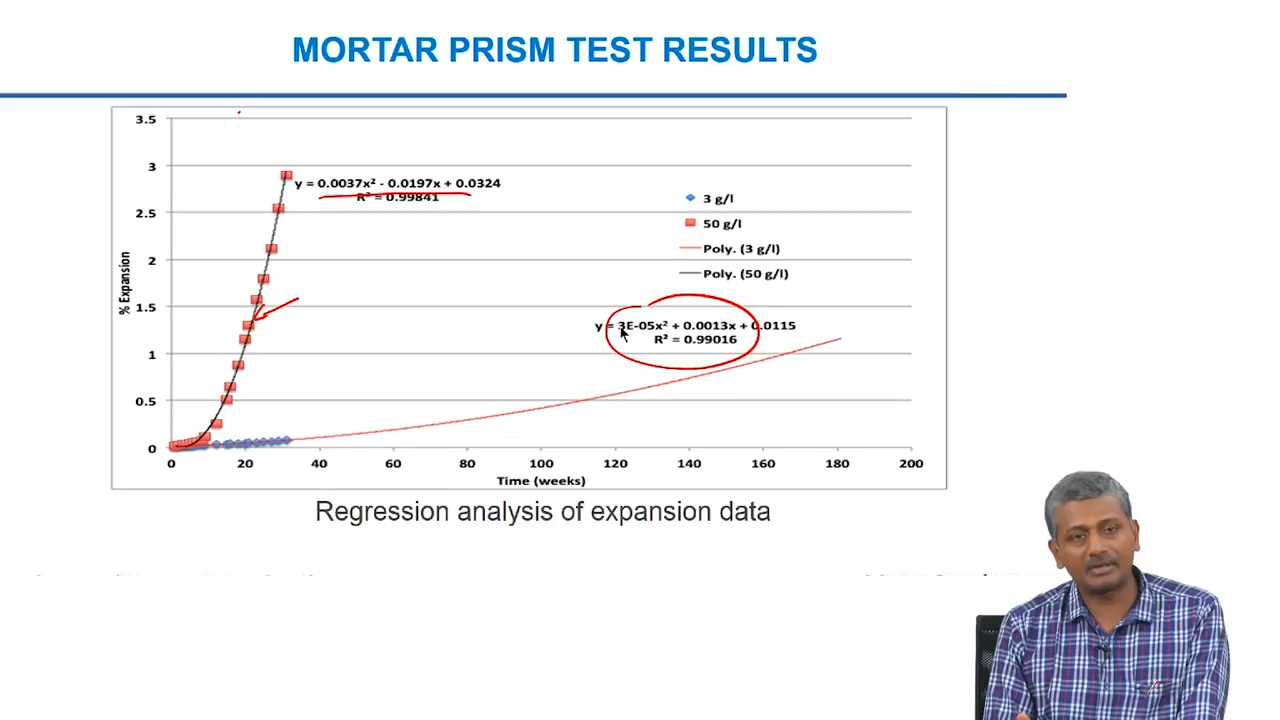 MORTAR PRISM TEST RESULTS
3.5
3
2.5
2
1.5
1
0.5
0
% Expansion
y = 0.0037x² - 0.0197x + 0.0324
R² = 0.99841
3 g/l
50 g/l
Poly. (3 g/l)
Poly. (50 g/l)
y = 3E-05x² + 0.0013x + 0.0115
R² = 0.99016
0 20 40 60 80 100 120 140 160 180 200
Time (weeks)
Regression analysis of expansion data